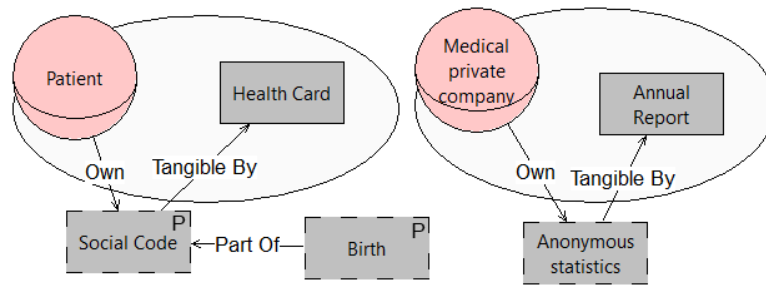 Patient
Health Card
Own
Tangible By
P
Social Code
Part Of
P
Birth
Medical
private
company
Annual
Report
Own
Tangible By
Anonymous
statistics